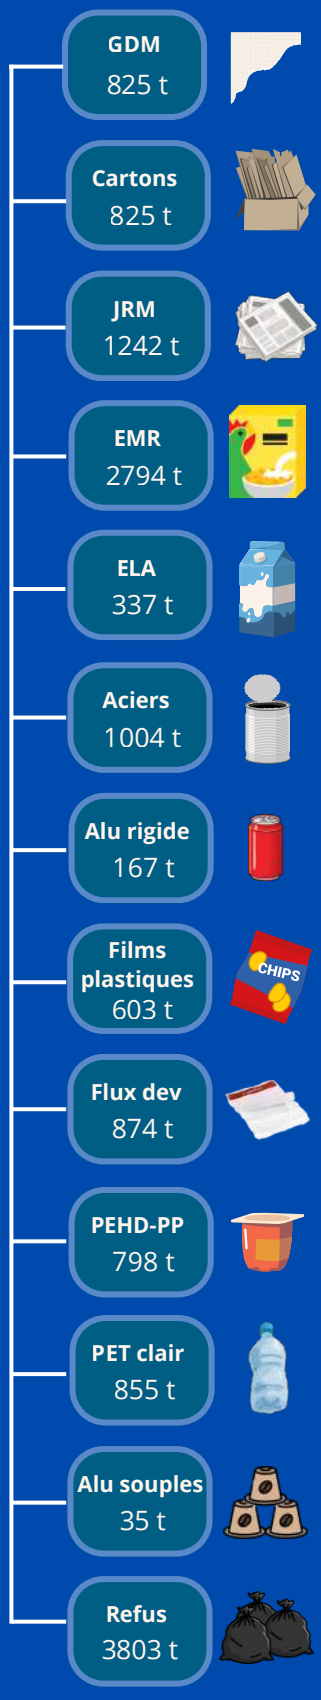 GDM
825 t
Cartons
825 t
JRM
1242 t
EMR
2794 t
ELA
337 t
Aciers
1004 t
Alu rigide
167 t
Films
plastiques
603 t
CHIPS
Flux dev
874 t
PEHD-PP
798 t
PET clair
855 t
Alu souples
35 t
Refus
3803 t